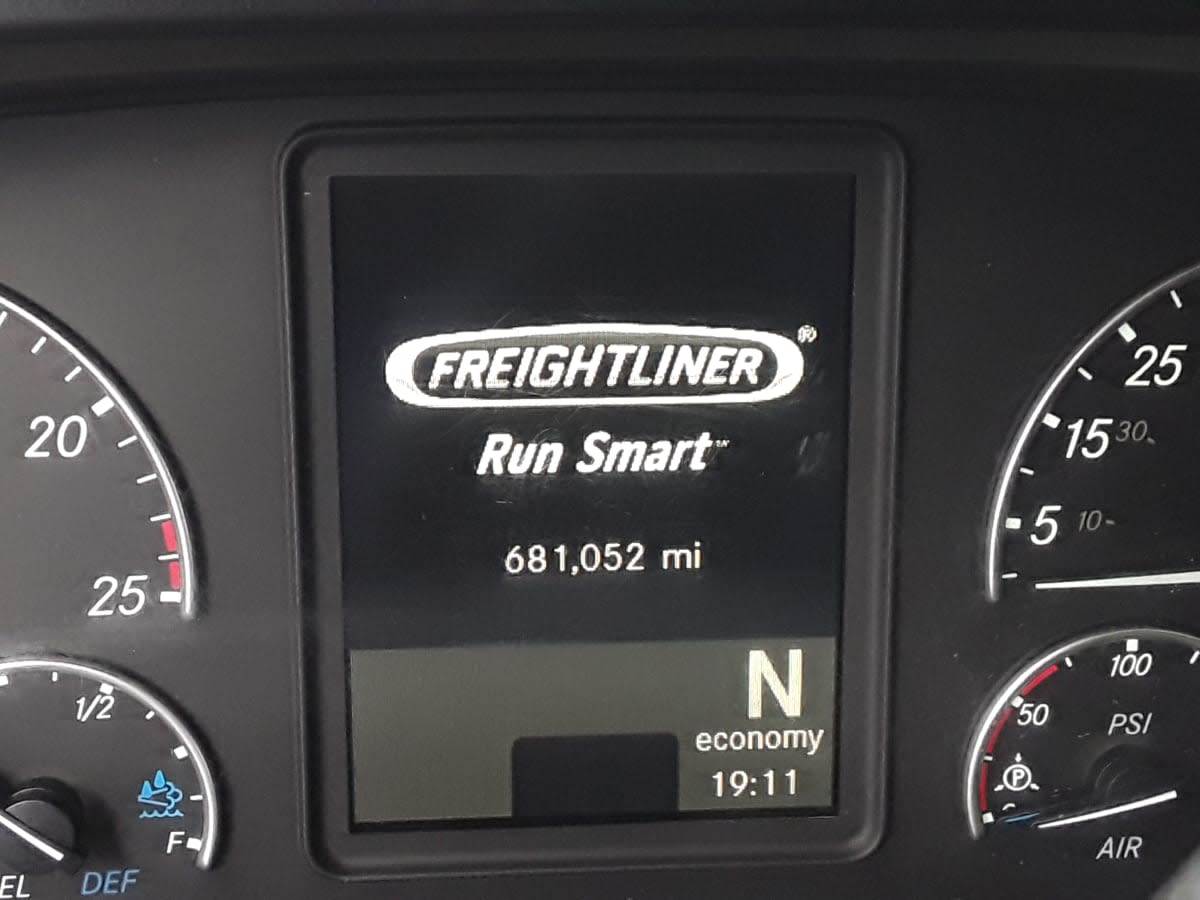 FREIGHTLINER®
Run Smart™
681,052 mi
N
economy
19:11
20
25
1/2
F
EL
DEF
25
15 30
5 10
100
50
PSI
P
AIR